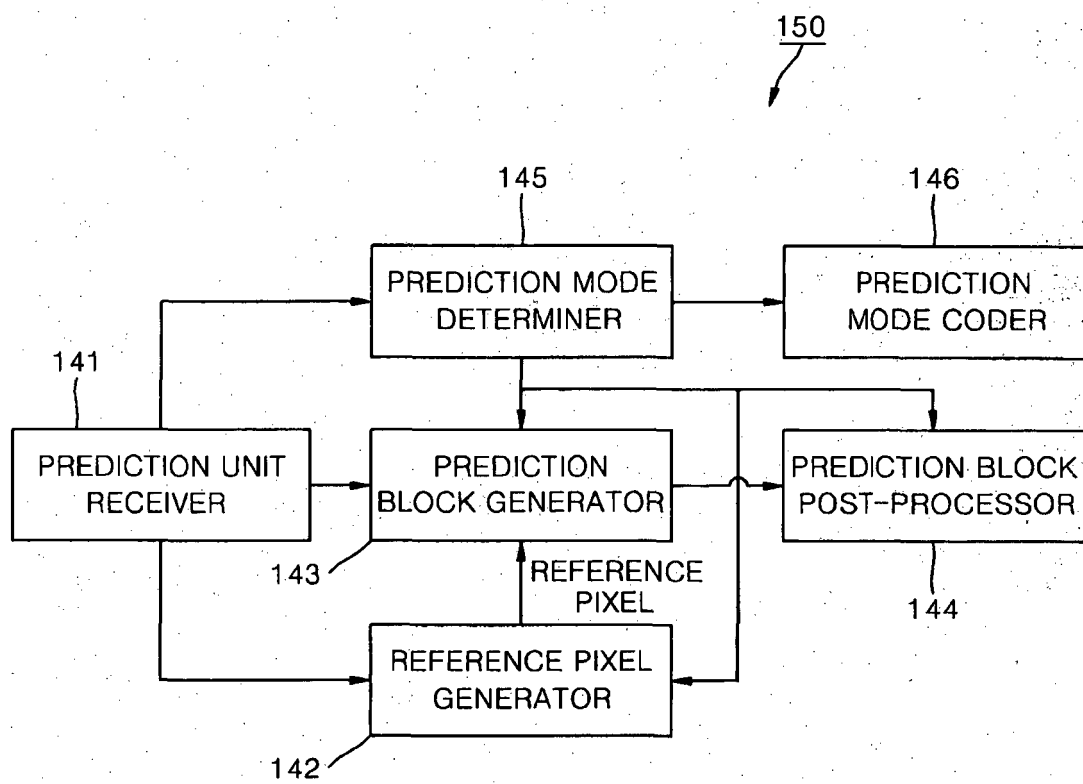 150
145
146
PREDICTION MODE
DETERMINER
PREDICTION
MODE CODER
141
PREDICTION UNIT
RECEIVER
PREDICTION
BLOCK GENERATOR
PREDICTION BLOCK
POST-PROCESSOR
143
REFERENCE
PIXEL
144
REFERENCE PIXEL
GENERATOR
142